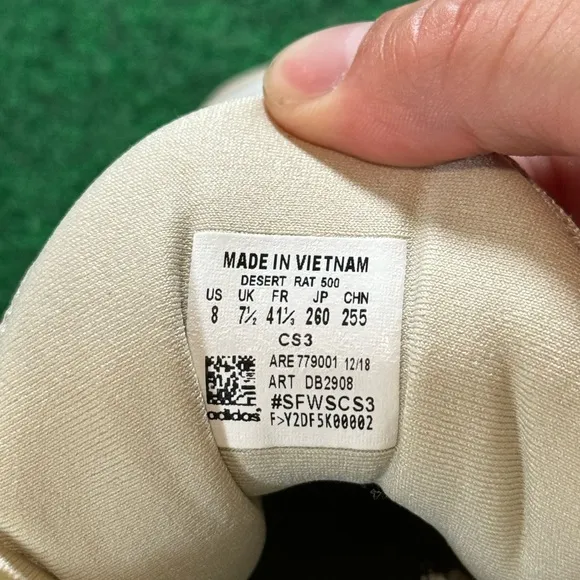 MADE IN VIETNAM
DESERT RAT 500
US UK FR JP CHN
8 7½ 41⅓ 260 255
CS3
ARE 779001 12/18
ART DB2908
#SFWSCS3
adidas F>Y2DF5K00002